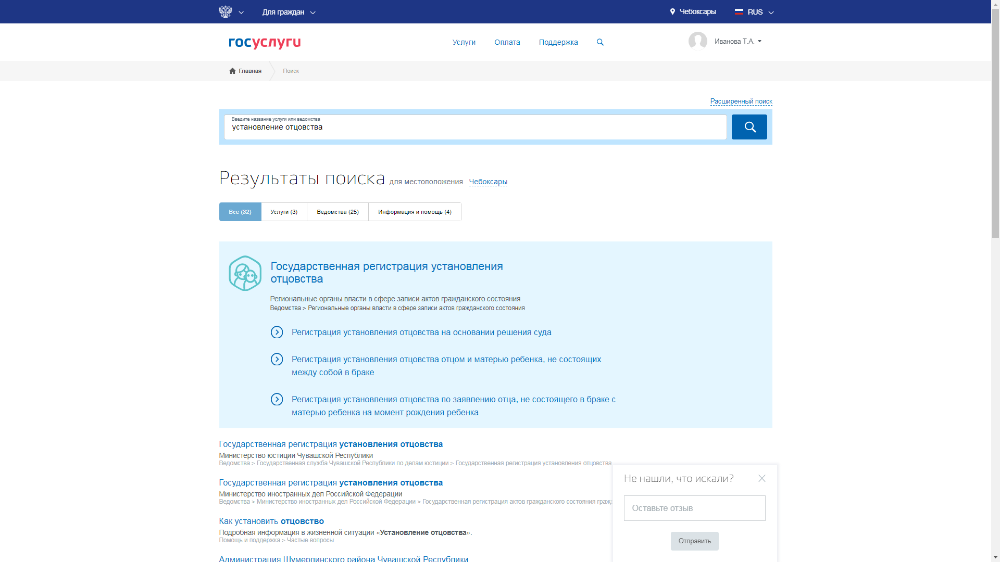 Для граждан
Чебоксары
RUS
госуслуги
Услуги
Оплата
Поддержка
Иванова Т.А.
Главная
Поиск
Расширенный поиск
Введите название услуги или ведомства
установление отцовства
Результаты поиска для местоположения Чебоксары
Все (32)
Услуги (3)
Ведомства (25)
Информация и помощь (4)
Государственная регистрация установления
отцовства
Региональные органы власти в сфере записи актов гражданского состояния
Ведомства > Региональные органы власти в сфере записи актов гражданского состояния
Регистрация установления отцовства на основании решения суда
Регистрация установления отцовства отцом и матерью ребенка, не состоящих
между собой в браке
Регистрация установления отцовства по заявлению отца, не состоящего в браке с
матерью ребенка на момент рождения ребенка
Государственная регистрация установления отцовства
Министерство юстиции Чувашской Республики
Ведомства > Государственная служба Чувашской Республики по делам юстиции > Государственная регистрация установления отцовства
Государственная регистрация установления отцовства
Министерство иностранных дел Российской Федерации
Ведомства > Министерство иностранных дел Российской Федерации > Государственная регистрация актов гражданского состояния
Как установить отцовство
Подробная информация в жизненной ситуации «Установление отцовства».
Помощь и поддержка > Частые вопросы
Администрация Шумерлинского района Чувашской Республики
Не нашли, что искали?
Оставьте отзыв
Отправить